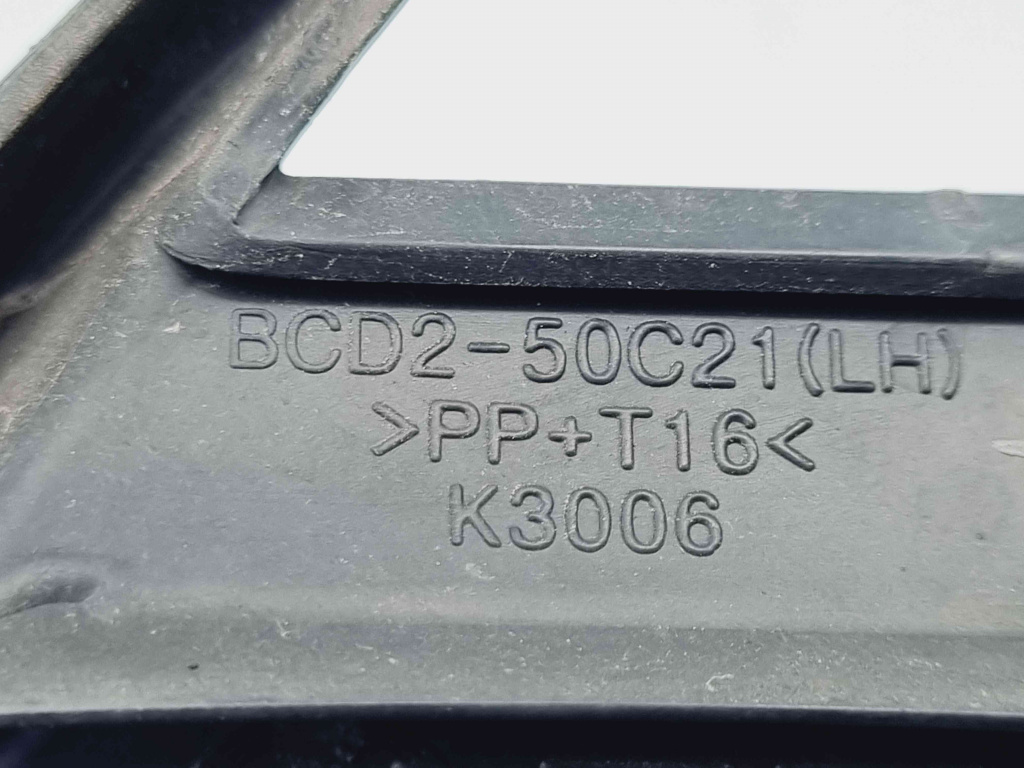 BCD2-50C21(LH)
>PP+T16<
K3006